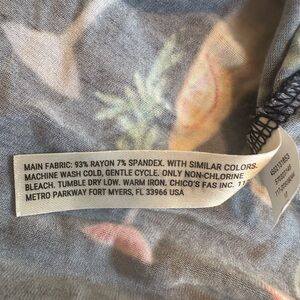 MAIN FABRIC: 93% RAYON 7% SPANDEX. WITH SIMILAR COLORS.
MACHINE WASH COLD, GENTLE CYCLE. ONLY NON-CHLORINE
BLEACH. TUMBLE DRY LOW. WARM IRON. CHICO'S FAS INC. 11
METRO PARKWAY FORT MYERS, FL 33966 USA